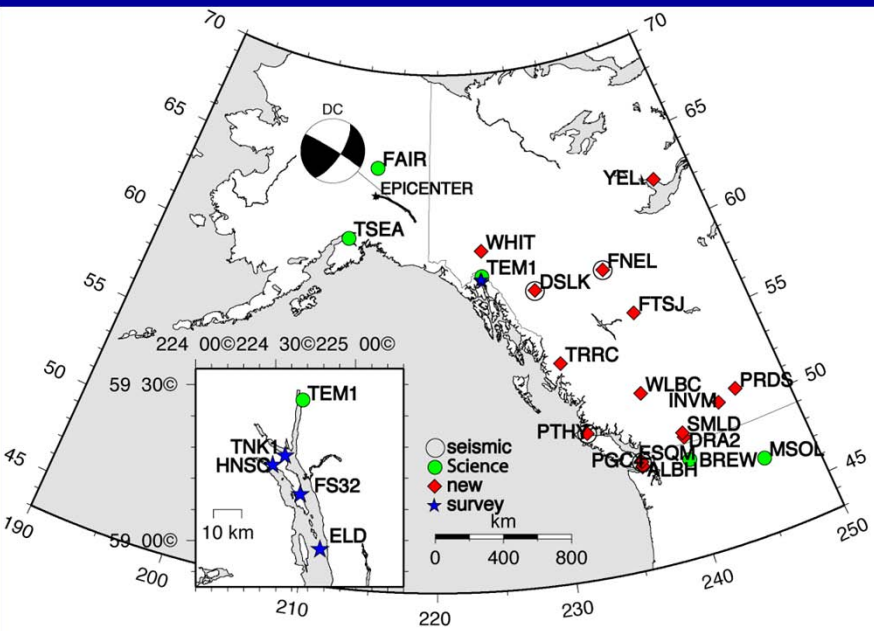 70
70
65
65
DC
FAIR
YEL
EPICENTER
60
60
TSEA
WHIT
TEM1
FNEL
DSLK
55
55
FTSJ
224 00©224 30©225 00©
TRRC
50
50
59 30©
TEM1
WLBC
PRDS
INVM
SMLD
DRA2
PTHY
seismic
MSOL
TNK1
Science
BREW
HNSC
PGC4
ESQM
ALBH
45
45
new
FS32
survey
10 km
km
59 00©
ELD
0 400 800
190
250
200
240
210
230
220